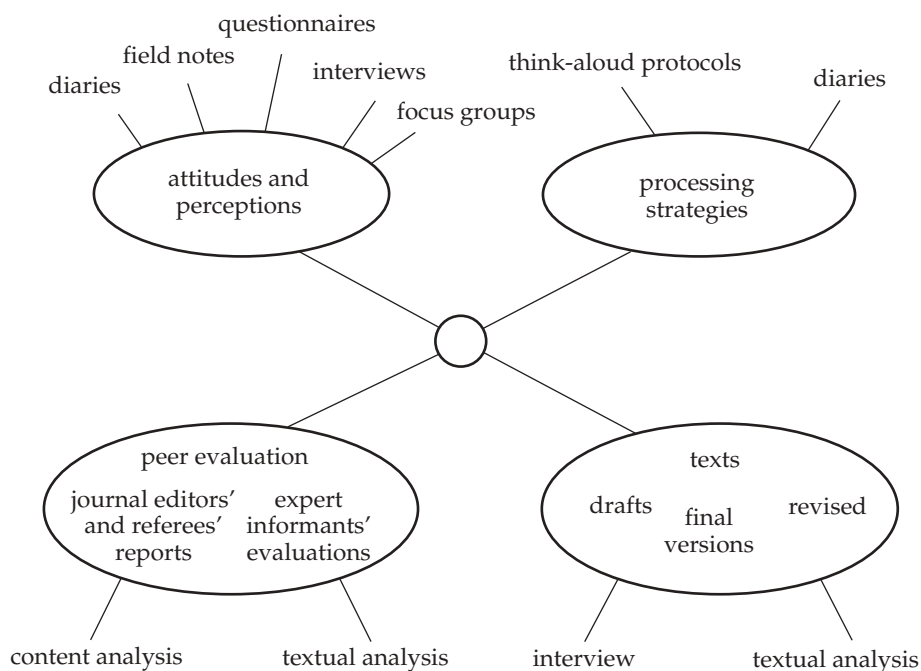 questionnaires
field notes
diaries
interviews
focus groups
think-aloud protocols
diaries
attitudes and
perceptions
processing
strategies
peer evaluation
journal editors’
and referees’
reports
expert
informants’
evaluations
texts
drafts
final
versions
revised
content analysis
textual analysis
interview
textual analysis